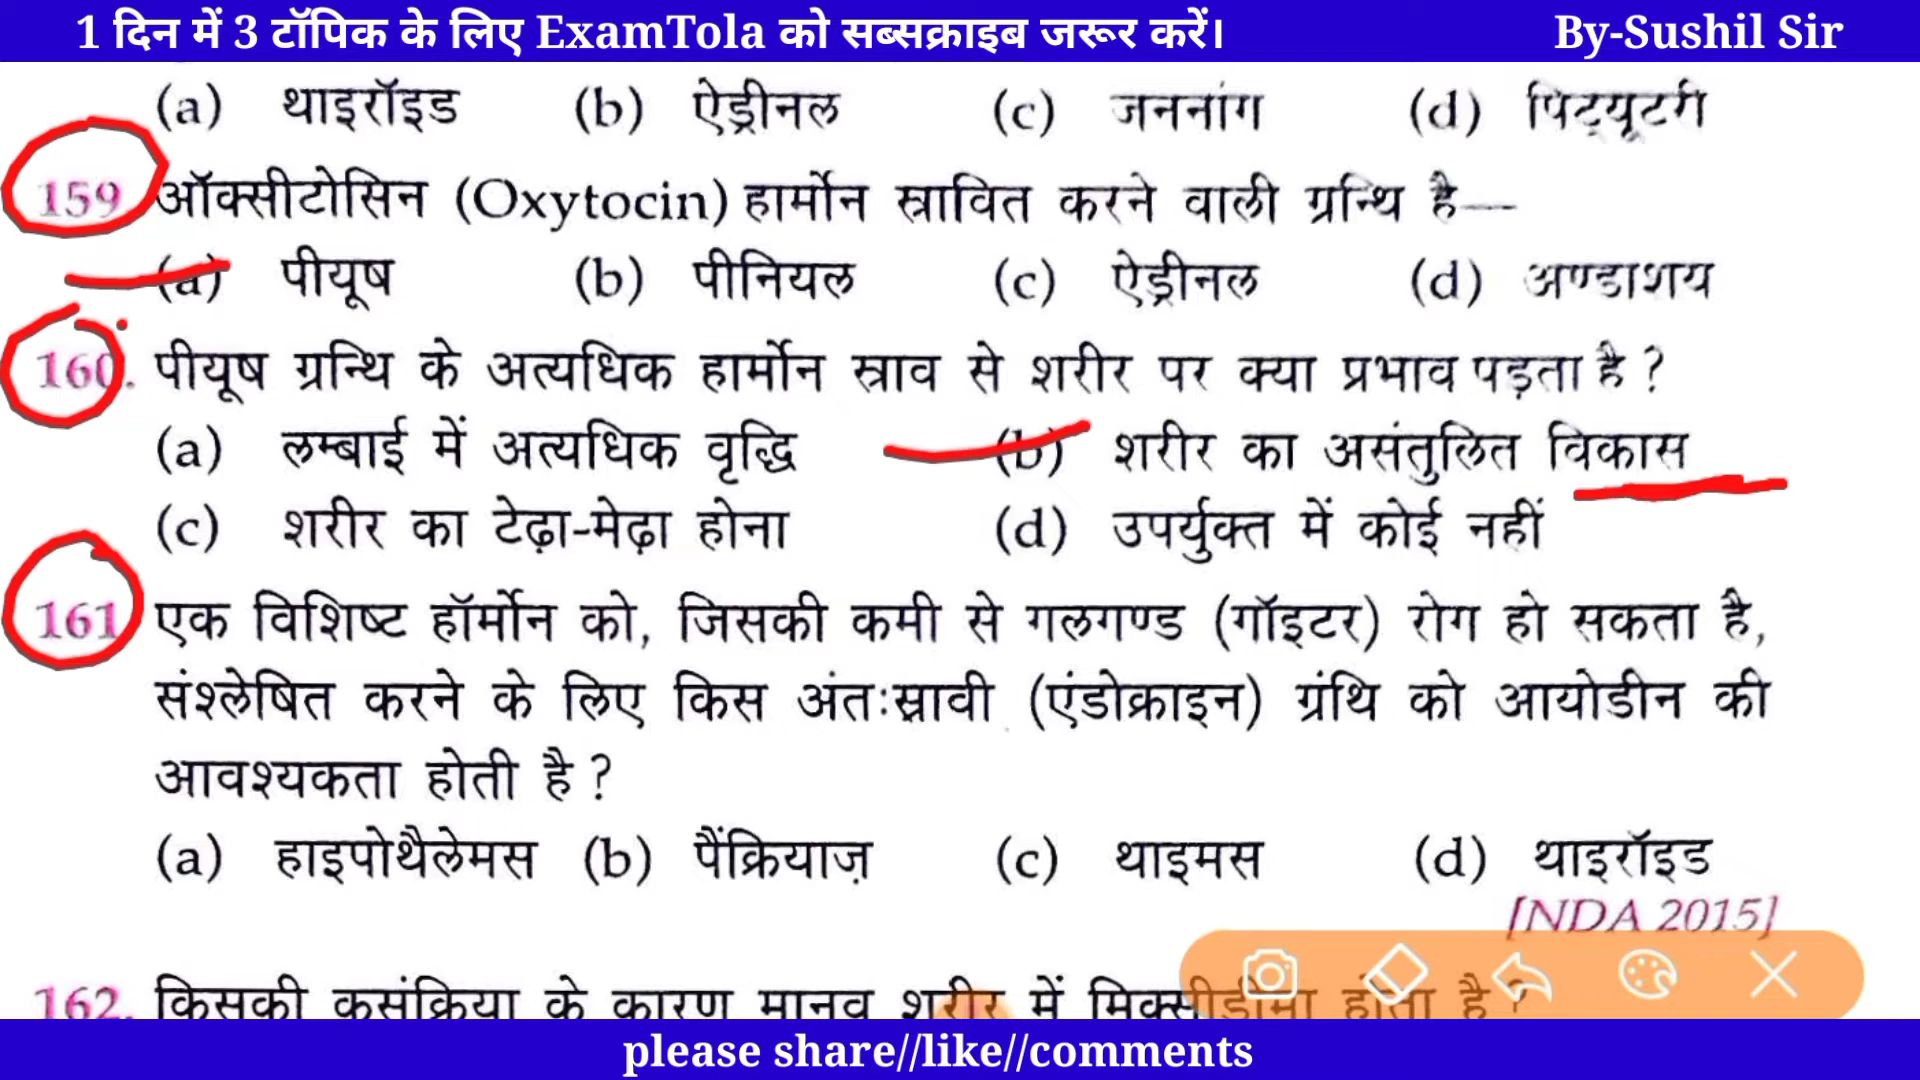 1 दिन में 3 टॉपिक के लिए ExamTola को सब्सक्राइब जरूर करें। By-Sushil Sir
(a) थाइरॉइड (b) ऐड्रीनल (c) जननांग (d) पिट्यूटरी
159 ऑक्सीटोसिन (Oxytocin) हार्मोन स्रावित करने वाली ग्रन्थि है—
(a) पीयूष (b) पीनियल (c) ऐड्रीनल (d) अण्डाशय
160. पीयूष ग्रन्थि के अत्यधिक हार्मोन स्राव से शरीर पर क्या प्रभाव पड़ता है ?
(a) लम्बाई में अत्यधिक वृद्धि (b) शरीर का असंतुलित विकास
(c) शरीर का टेढ़ा-मेढ़ा होना (d) उपर्युक्त में कोई नहीं
161 एक विशिष्ट हॉर्मोन को, जिसकी कमी से गलगण्ड (गॉइटर) रोग हो सकता है,
संश्लेषित करने के लिए किस अंतःस्रावी (एंडोक्राइन) ग्रंथि को आयोडीन की
आवश्यकता होती है ?
(a) हाइपोथैलेमस (b) पैंक्रियाज़ (c) थाइमस (d) थाइरॉइड
[NDA 2015]
162. किसकी कुसंक्रिया के कारण मानव शरीर में मिक्सीडीमा होता है ?
please share//like//comments